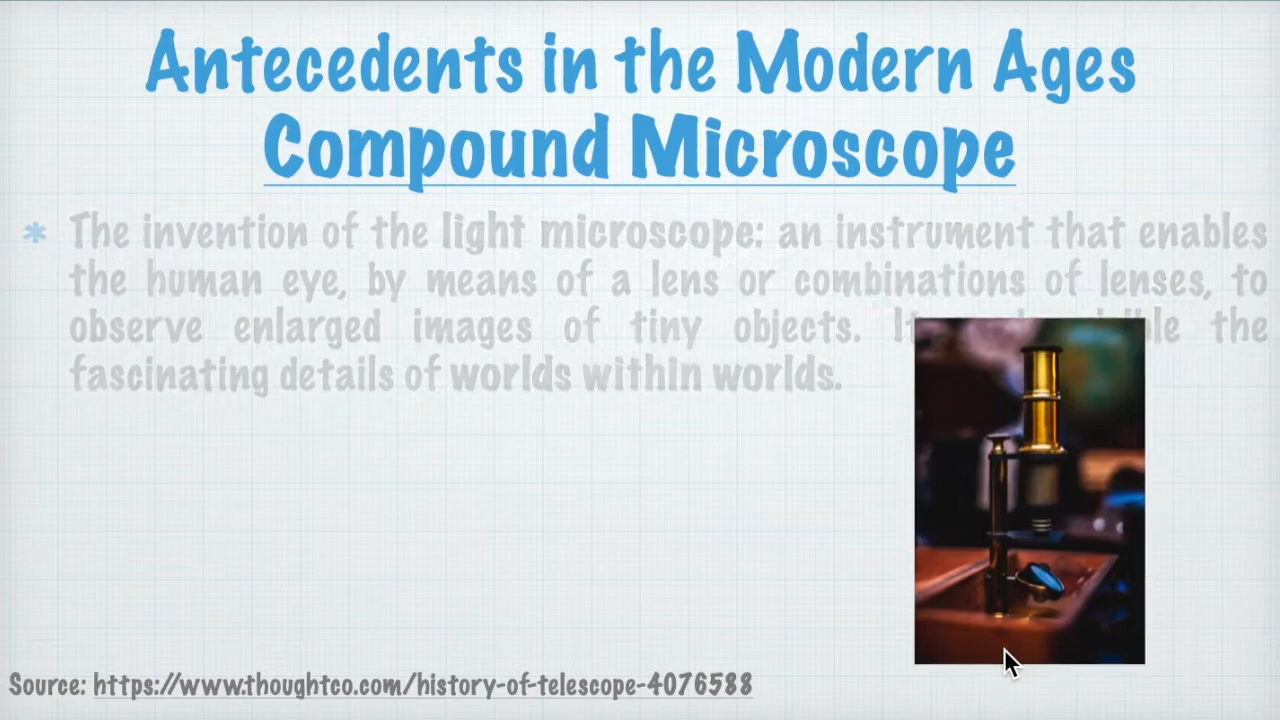 Antecedents in the Modern Ages
Compound Microscope
* The invention of the light microscope: an instrument that enables
the human eye, by means of a lens or combinations of lenses, to
observe enlarged images of tiny objects. It the
fascinating details of worlds within worlds.
Source: https://www.thoughtco.com/history-of-telescope-4076588